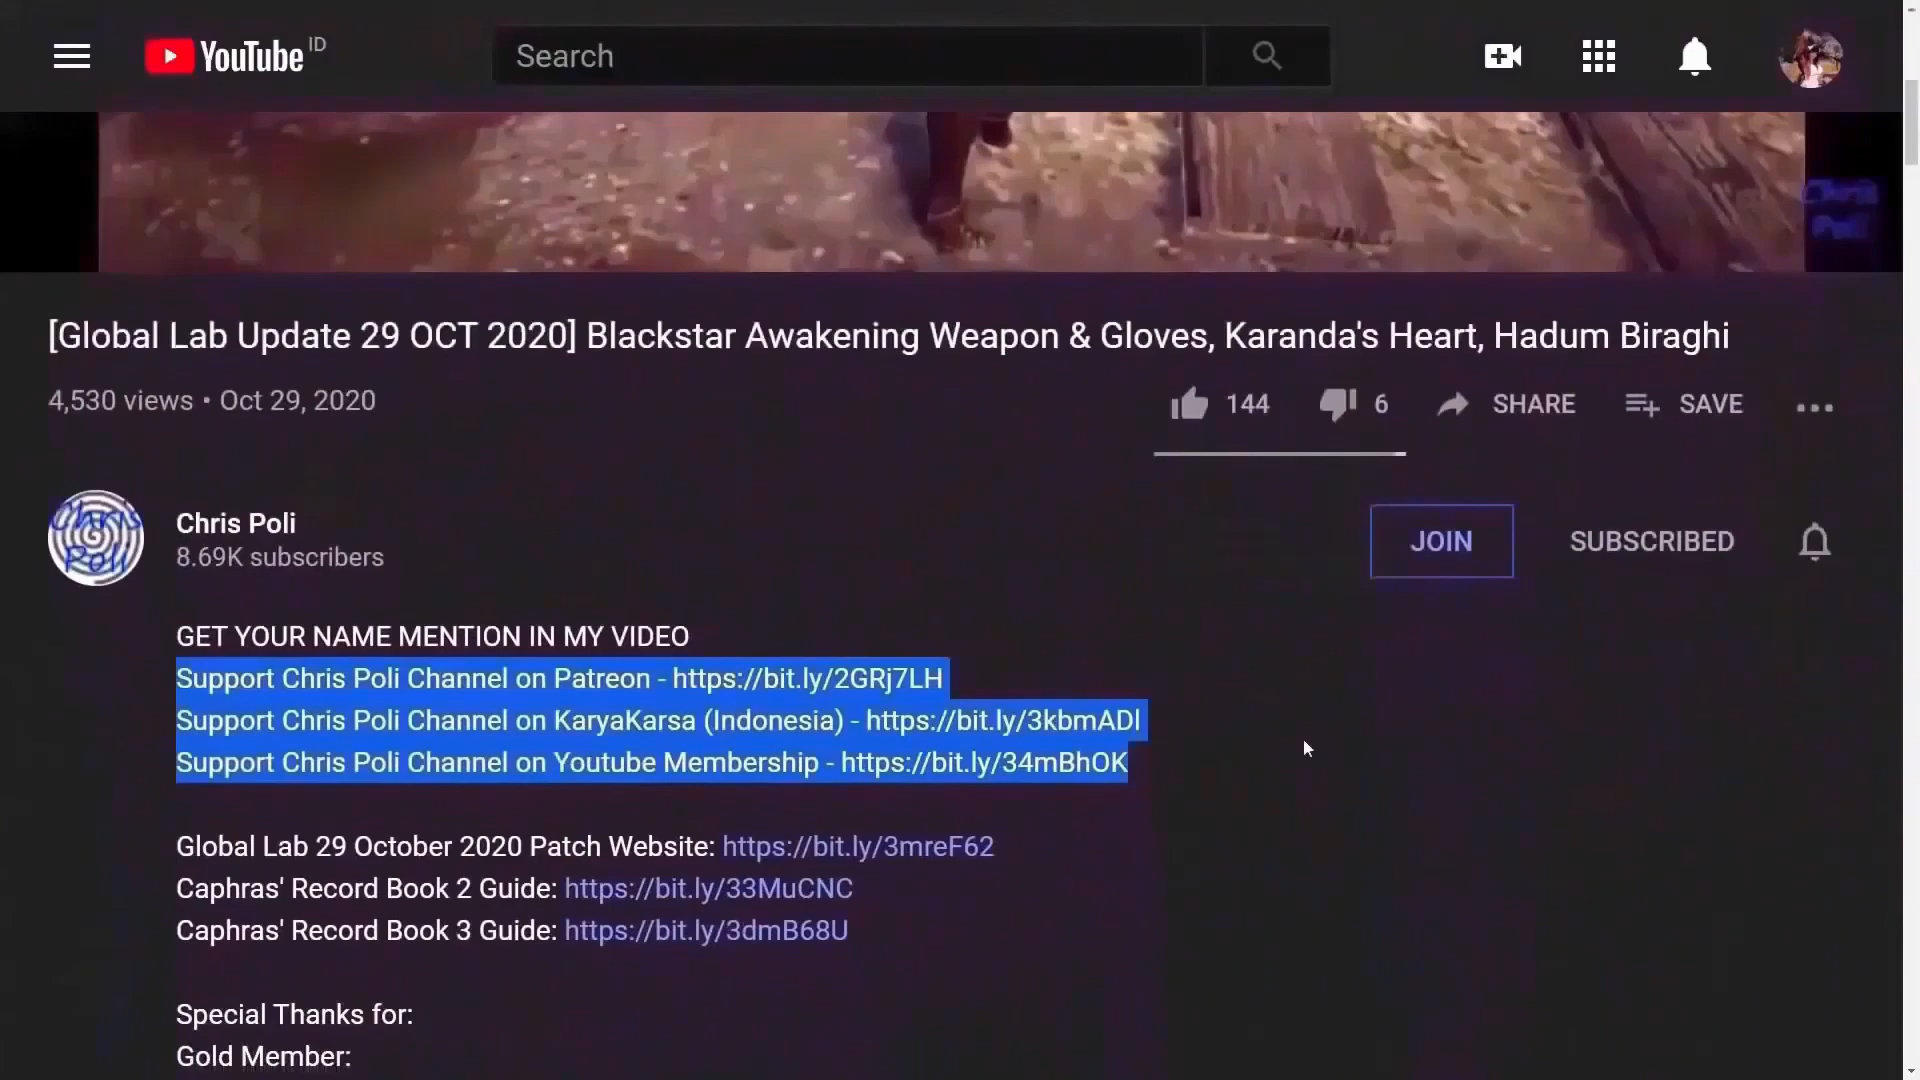 YouTube ID
Search
Chris
Poli
[Global Lab Update 29 OCT 2020] Blackstar Awakening Weapon & Gloves, Karanda's Heart, Hadum Biraghi
4,530 views • Oct 29, 2020
144
6
SHARE
SAVE
Chris
Poli
Chris Poli
8.69K subscribers
JOIN
SUBSCRIBED
GET YOUR NAME MENTION IN MY VIDEO
Support Chris Poli Channel on Patreon - https://bit.ly/2GRj7LH
Support Chris Poli Channel on KaryaKarsa (Indonesia) - https://bit.ly/3kbmADl
Support Chris Poli Channel on Youtube Membership - https://bit.ly/34mBhOK
Global Lab 29 October 2020 Patch Website: https://bit.ly/3mreF62
Caphras' Record Book 2 Guide: https://bit.ly/33MuCNC
Caphras' Record Book 3 Guide: https://bit.ly/3dmB68U
Special Thanks for:
Gold Member: